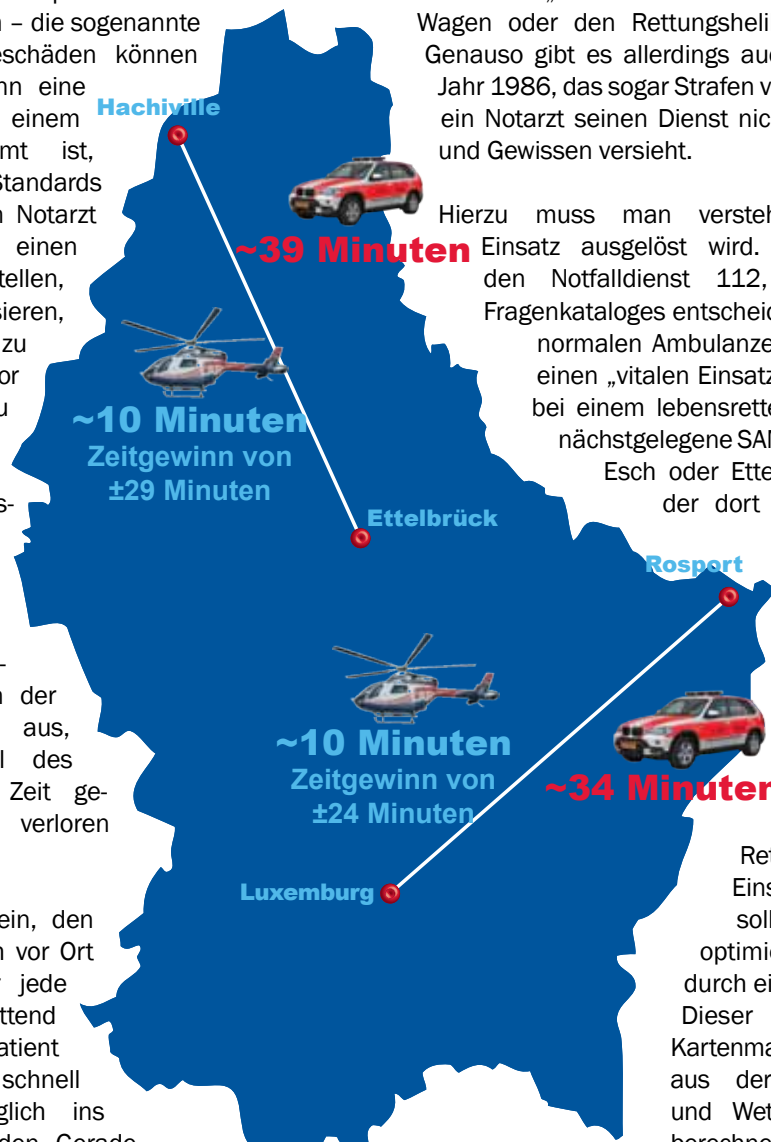 – die sogenannte
eschäden können
nn eine
einem
mt ist,
Standards
n Notarzt
einen
tellen,
sieren,
zu
or
u
s-
-
n der
aus,
l des
Zeit ge-
verloren
ein, den
n vor Ort
jede
ttend
atient
schnell
glich ins
den. Gerade
Hachiville
~39 Minuten
~10 Minuten
Zeitgewinn von
±29 Minuten
Ettelbrück
Rosport
~10 Minuten
Zeitgewinn von
±24 Minuten
~34 Minuten
Luxemburg
Wagen oder den Rettungsheli
Genauso gibt es allerdings auc
Jahr 1986, das sogar Strafen v
ein Notarzt seinen Dienst nic
und Gewissen versieht.
Hierzu muss man versteh
Einsatz ausgelöst wird.
den Notfalldienst 112,
Fragenkataloges entscheid
normalen Ambulanze
einen „vitalen Einsatz
bei einem lebensrette
nächstgelegene SAM
Esch oder Ettel
der dort
Ret
Eins
soll
optimie
durch ei
Dieser
Kartenma
aus der
und Wet
berechne